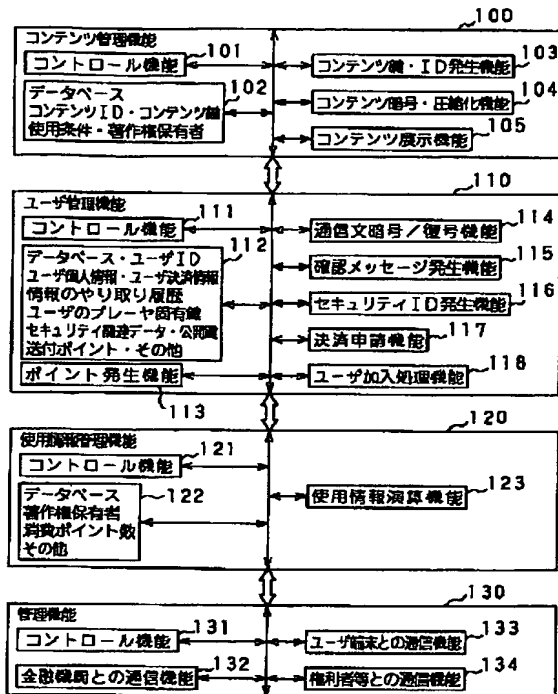 100
コンテンツ管理機能
コントロール機能
101
データベース
コンテンツID・コンテンツ鍵
使用条件・著作権保有者
102
コンテンツ鍵・ID発生機能
103
コンテンツ暗号・圧縮化機能
104
コンテンツ展示機能
105
110
ユーザ管理機能
コントロール機能
111
データベース・ユーザID
ユーザ個人情報・ユーザ決済情報
情報のやり取り履歴
ユーザのプレーヤ固有鍵
セキュリティ関連データ・公開鍵
送付ポイント・その他
112
ポイント発生機能
113
通信文暗号/復号機能
114
確認メッセージ発生機能
115
セキュリティID発生機能
116
決済申請機能
117
ユーザ加入処理機能
118
120
使用情報管理機能
コントロール機能
121
データベース
著作権保有者
消費ポイント数
その他
122
使用情報演算機能
123
130
管理機能
コントロール機能
131
金融機関との通信機能
132
ユーザ端末との通信機能
133
権利者等との通信機能
134